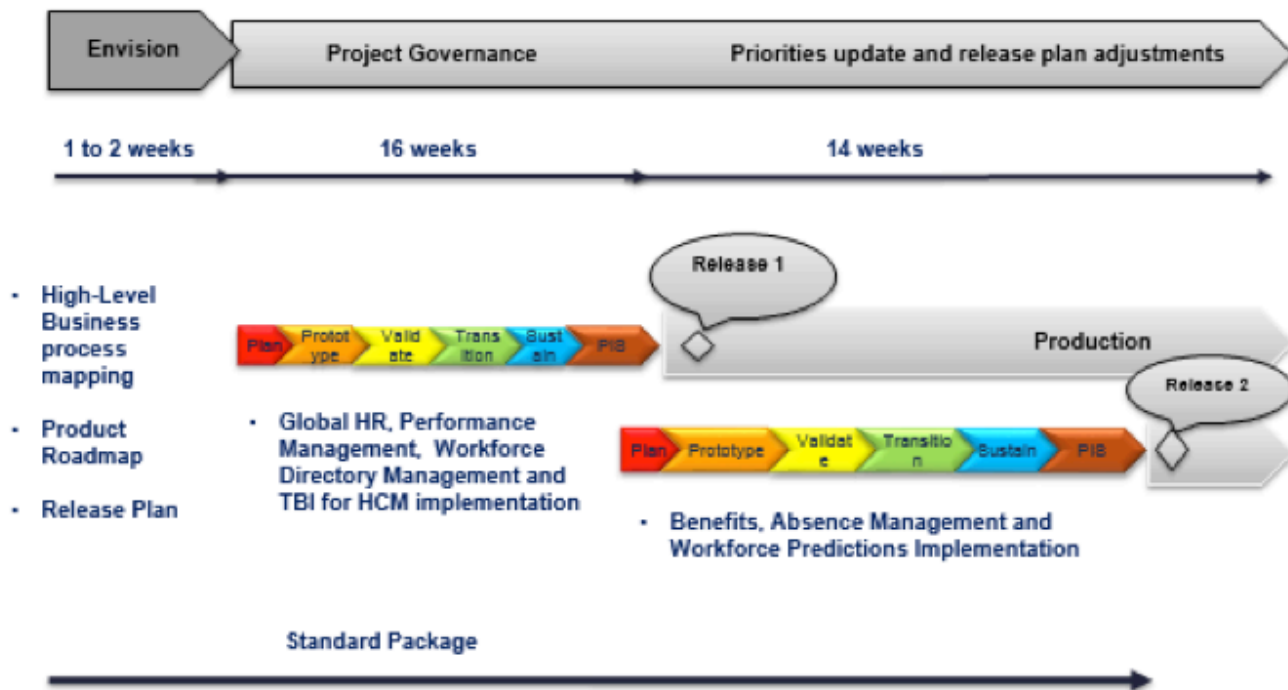 Envision
Project Governance
Priorities update and release plan adjustments
1 to 2 weeks
16 weeks
14 weeks
Release 1
• High-Level
Business
process
mapping
Plan
Protot
ype
Valid
ate
Trans
ition
Sust
ain
PIS
Production
Release 2
• Product
Roadmap
• Global HR, Performance
Management, Workforce
Directory Management and
TBI for HCM implementation
Plan
Prototype
Validat
e
Transitio
n
Sustain
PIS
• Release Plan
• Benefits, Absence Management and
Workforce Predictions Implementation
Standard Package